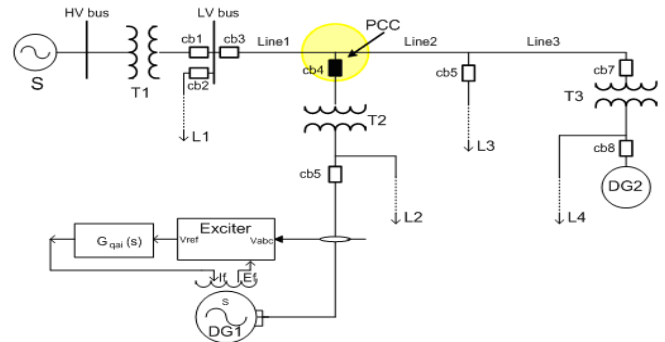 HV bus
LV bus
PCC
cb1
cb3
Line1
Line2
Line3
cb4
cb5
cb7
S
T1
cb2
T3
T2
L1
L3
cb8
cb5
DG2
L2
L4
Exciter
G qai (s)
Vref
Vabc
If
Ef
S
DG1